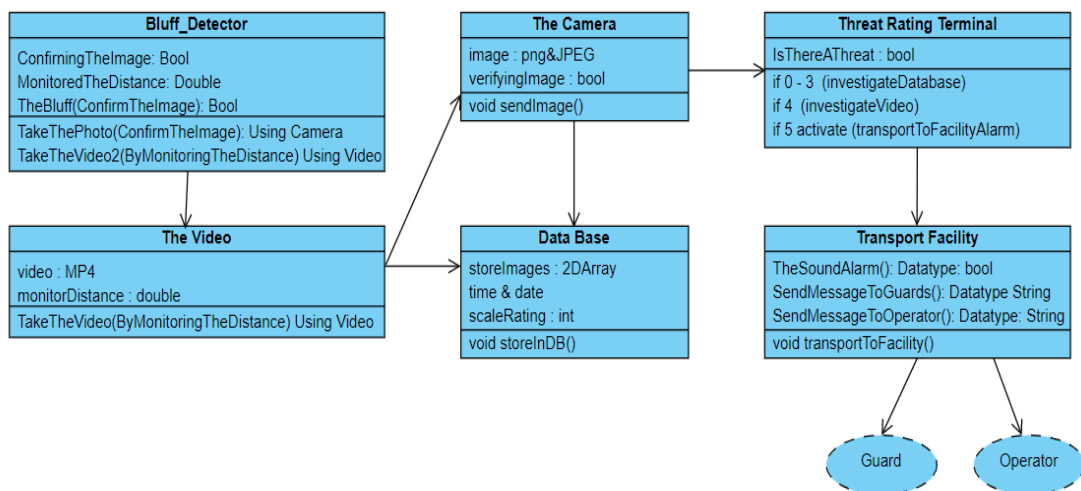 Bluff_Detector
ConfirningTheImage: Bool
MonitoredTheDistance: Double
TheBluff(ConfirmTheImage): Bool
TakeThePhoto(ConfirmTheImage): Using Camera
TakeTheVideo2(ByMonitoringTheDistance) Using Video
The Camera
image : png&JPEG
verifyingImage : bool
void sendImage()
Threat Rating Terminal
IsThereAThreat : bool
if 0 - 3 (investigateDatabase)
if 4 (investigateVideo)
if 5 activate (transportToFacilityAlarm)
The Video
video : MP4
monitorDistance : double
TakeTheVideo(ByMonitoringTheDistance) Using Video
Data Base
storeImages : 2DArray
time & date
scaleRating : int
void storeInDB()
Transport Facility
TheSoundAlarm(): Datatype: bool
SendMessageToGuards(): Datatype String
SendMessageToOperator(): Datatype: String
void transportToFacility()
Guard
Operator